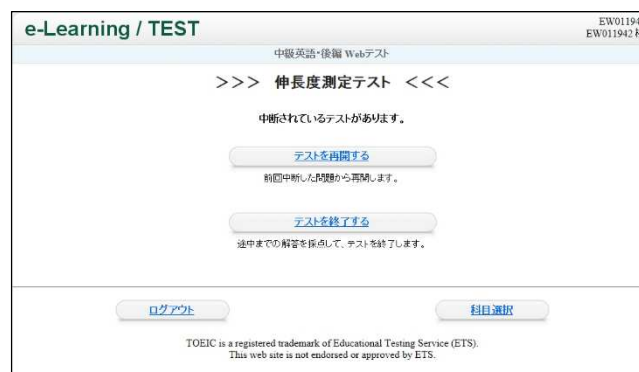 e-Learning / TEST
EW01194
EW011942
中級英語・後編 Webテスト
>>> 伸長度測定テスト <<<
中断されているテストがあります。
テストを再開する
前回中断した問題から再開します。
テストを終了する
途中までの解答を採点して、テストを終了します。
ログアウト
科目選択
TOEIC is a registered trademark of Educational Testing Service (ETS).
This web site is not endorsed or approved by ETS.